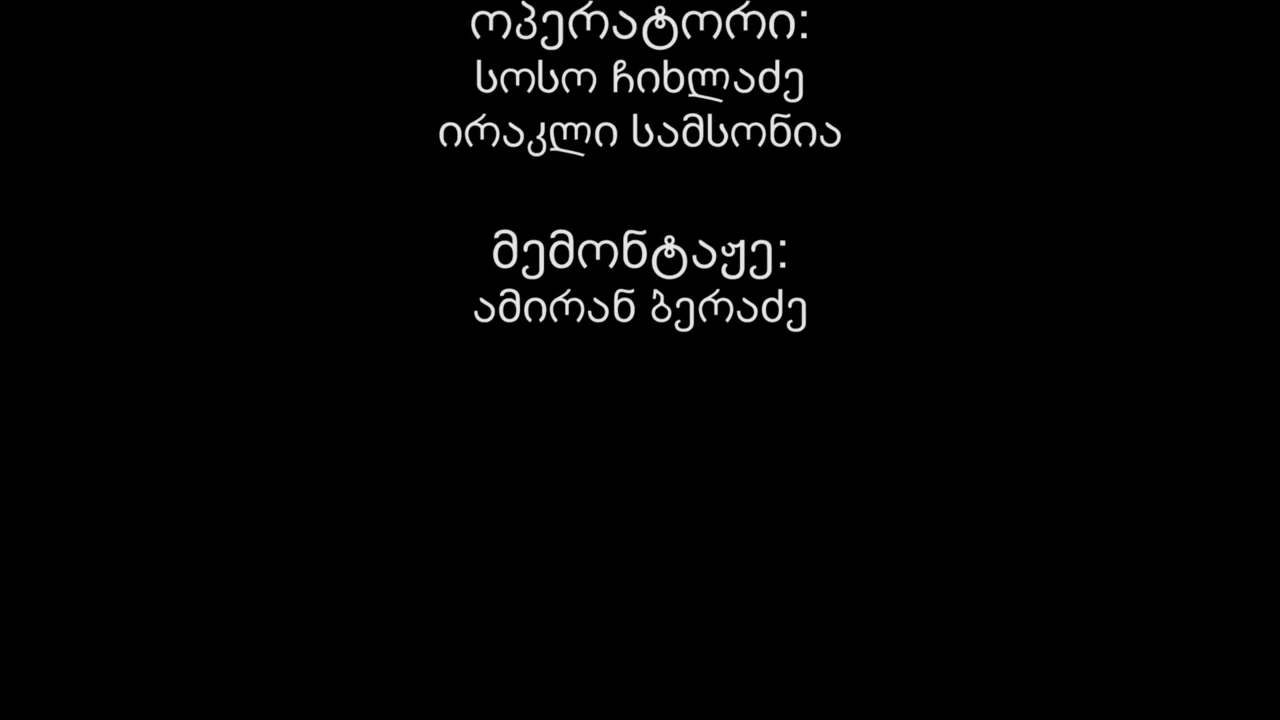 ოპერატორი:
სოსო ჩიხლაძე
ირაკლი სამსონია
მემონტაჟე:
ამირან ბერაძე